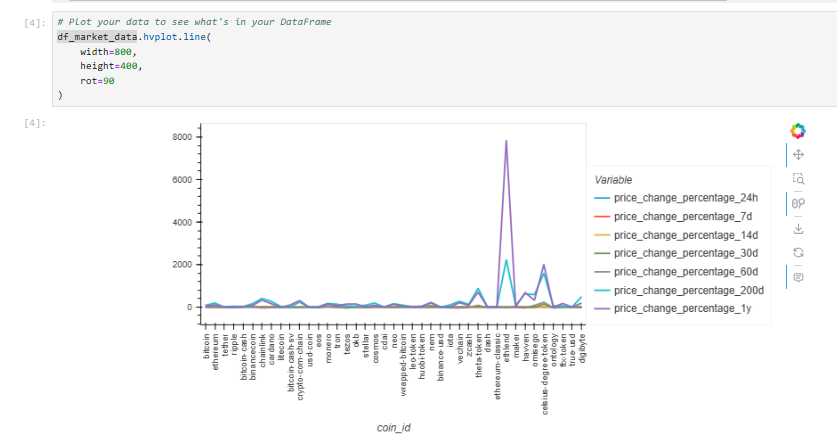 [4]:
# Plot your data to see what's in your DataFrame
df_market_data.hvplot.line(
width=800,
height=400,
rot=90
)
[4]:
8000
6000
4000
2000
0
bitcoin
ethereum
tether
ripple
bitcoin-cash
binancecoin
chainlink
cardano
litecoin
bitcoin-cash-sv
crypto-com-chain
usd-coin
eos
monero
tron
tezos
okb
stellar
cosmos
cdai
neo
wrapped-bitcoin
leo-token
huobi-token
nem
binance-usd
iota
vechain
zcash
theta-token
dash
ethereum-classic
ethlend
maker
havven
omisego
celsius-degree-token
ontology
ftx-token
true-usd
digibyte
coin_id
Variable
price_change_percentage_24h
price_change_percentage_7d
price_change_percentage_14d
price_change_percentage_30d
price_change_percentage_60d
price_change_percentage_200d
price_change_percentage_1y